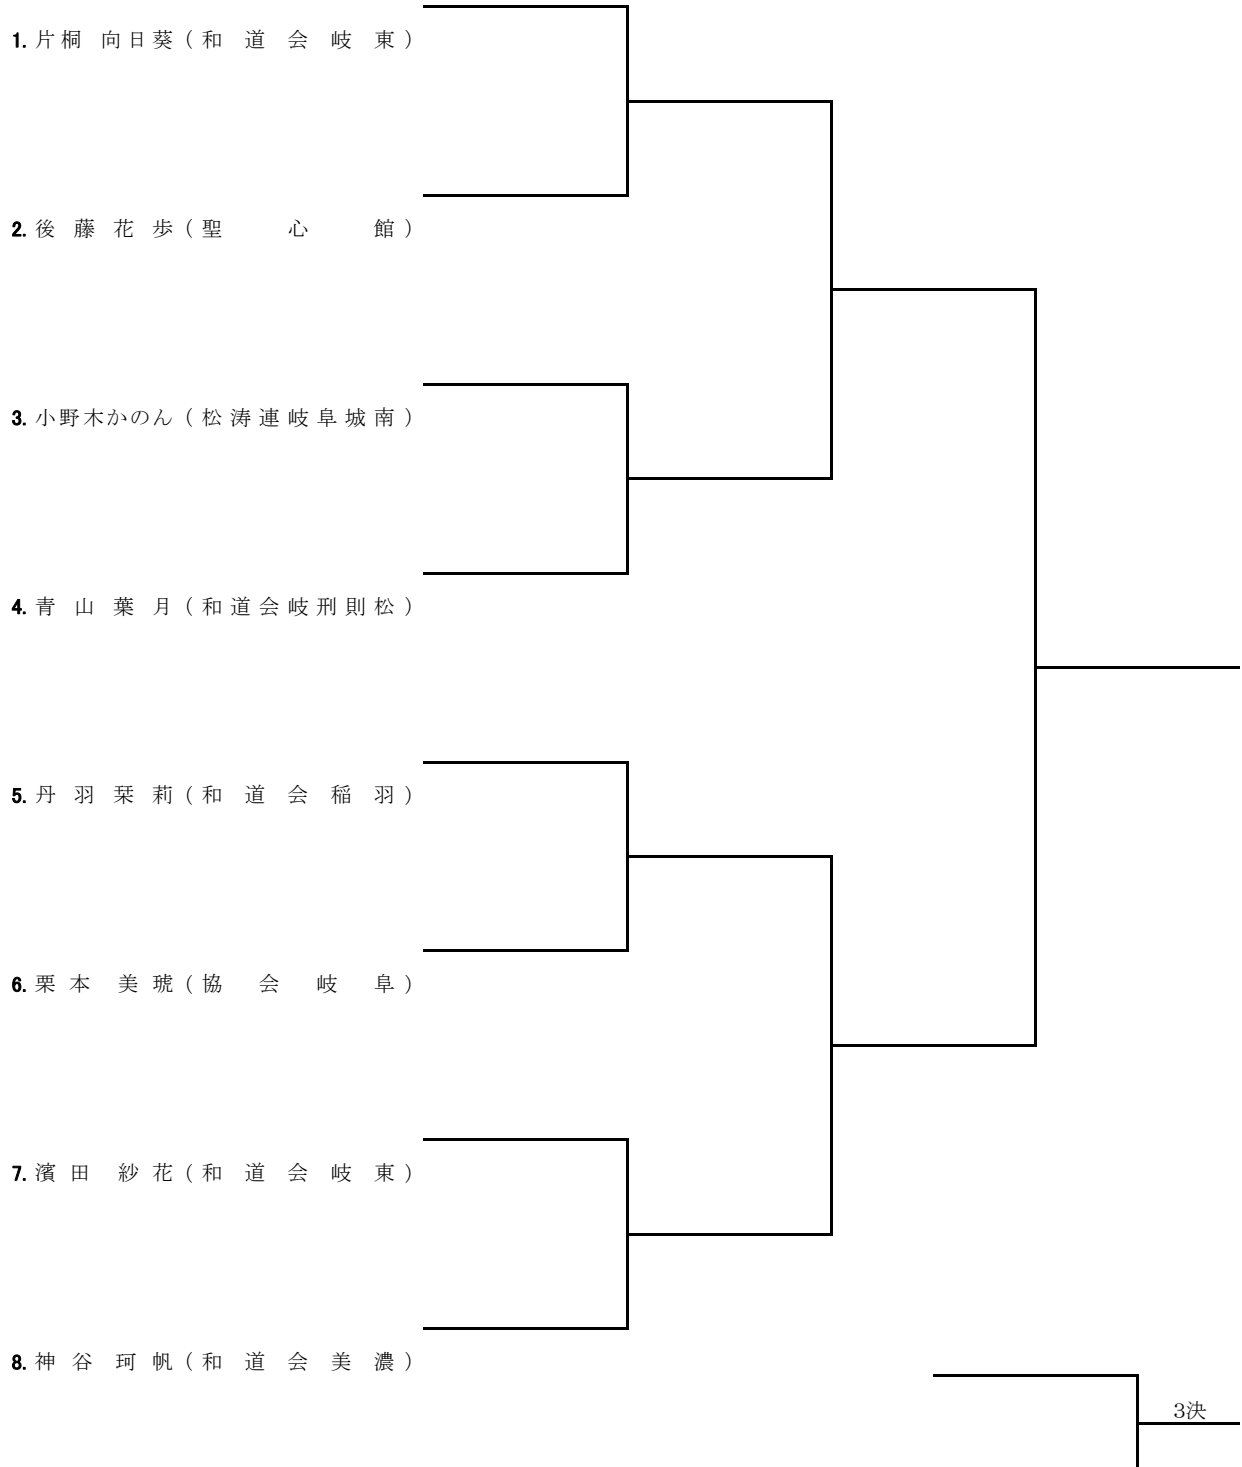 1. 片桐 向日葵(和道会岐東)
2. 後藤花歩(聖心館)
3. 小野木かのん(松涛連岐阜城南)
4. 青山葉月(和道会岐刑則松)
5. 丹羽栞莉(和道会稲羽)
6. 栗本 美琥(協会岐阜)
7. 濱田 紗花(和道会岐東)
8. 神谷 珂帆(和道会美濃)
3決